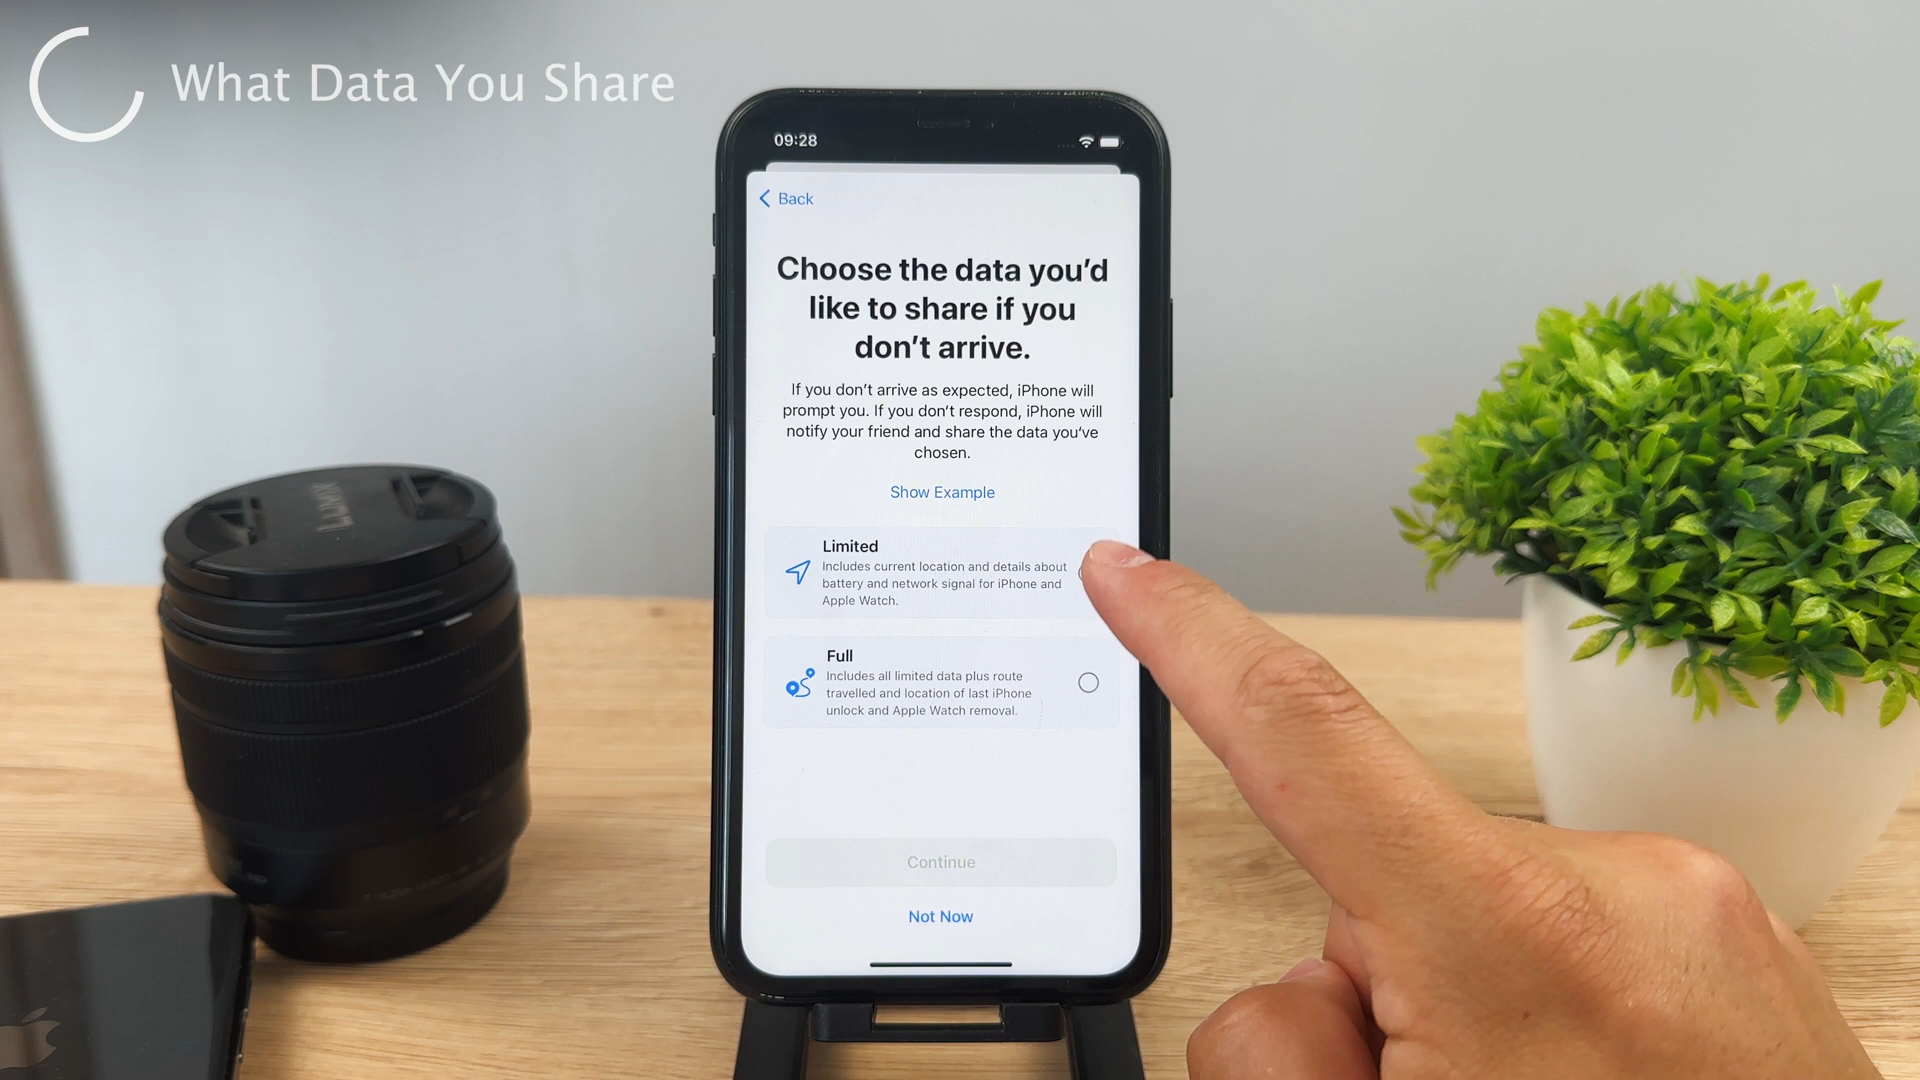 What Data You Share
09:28
Back
Choose the data you’d
like to share if you
don’t arrive.
If you don’t arrive as expected, iPhone will
prompt you. If you don’t respond, iPhone will
notify your friend and share the data you’ve
chosen.
Show Example
Limited
Includes current location and details about
battery and network signal for iPhone and
Apple Watch.
Full
Includes all limited data plus route
travelled and location of last iPhone
unlock and Apple Watch removal.
Continue
Not Now
LUMIX